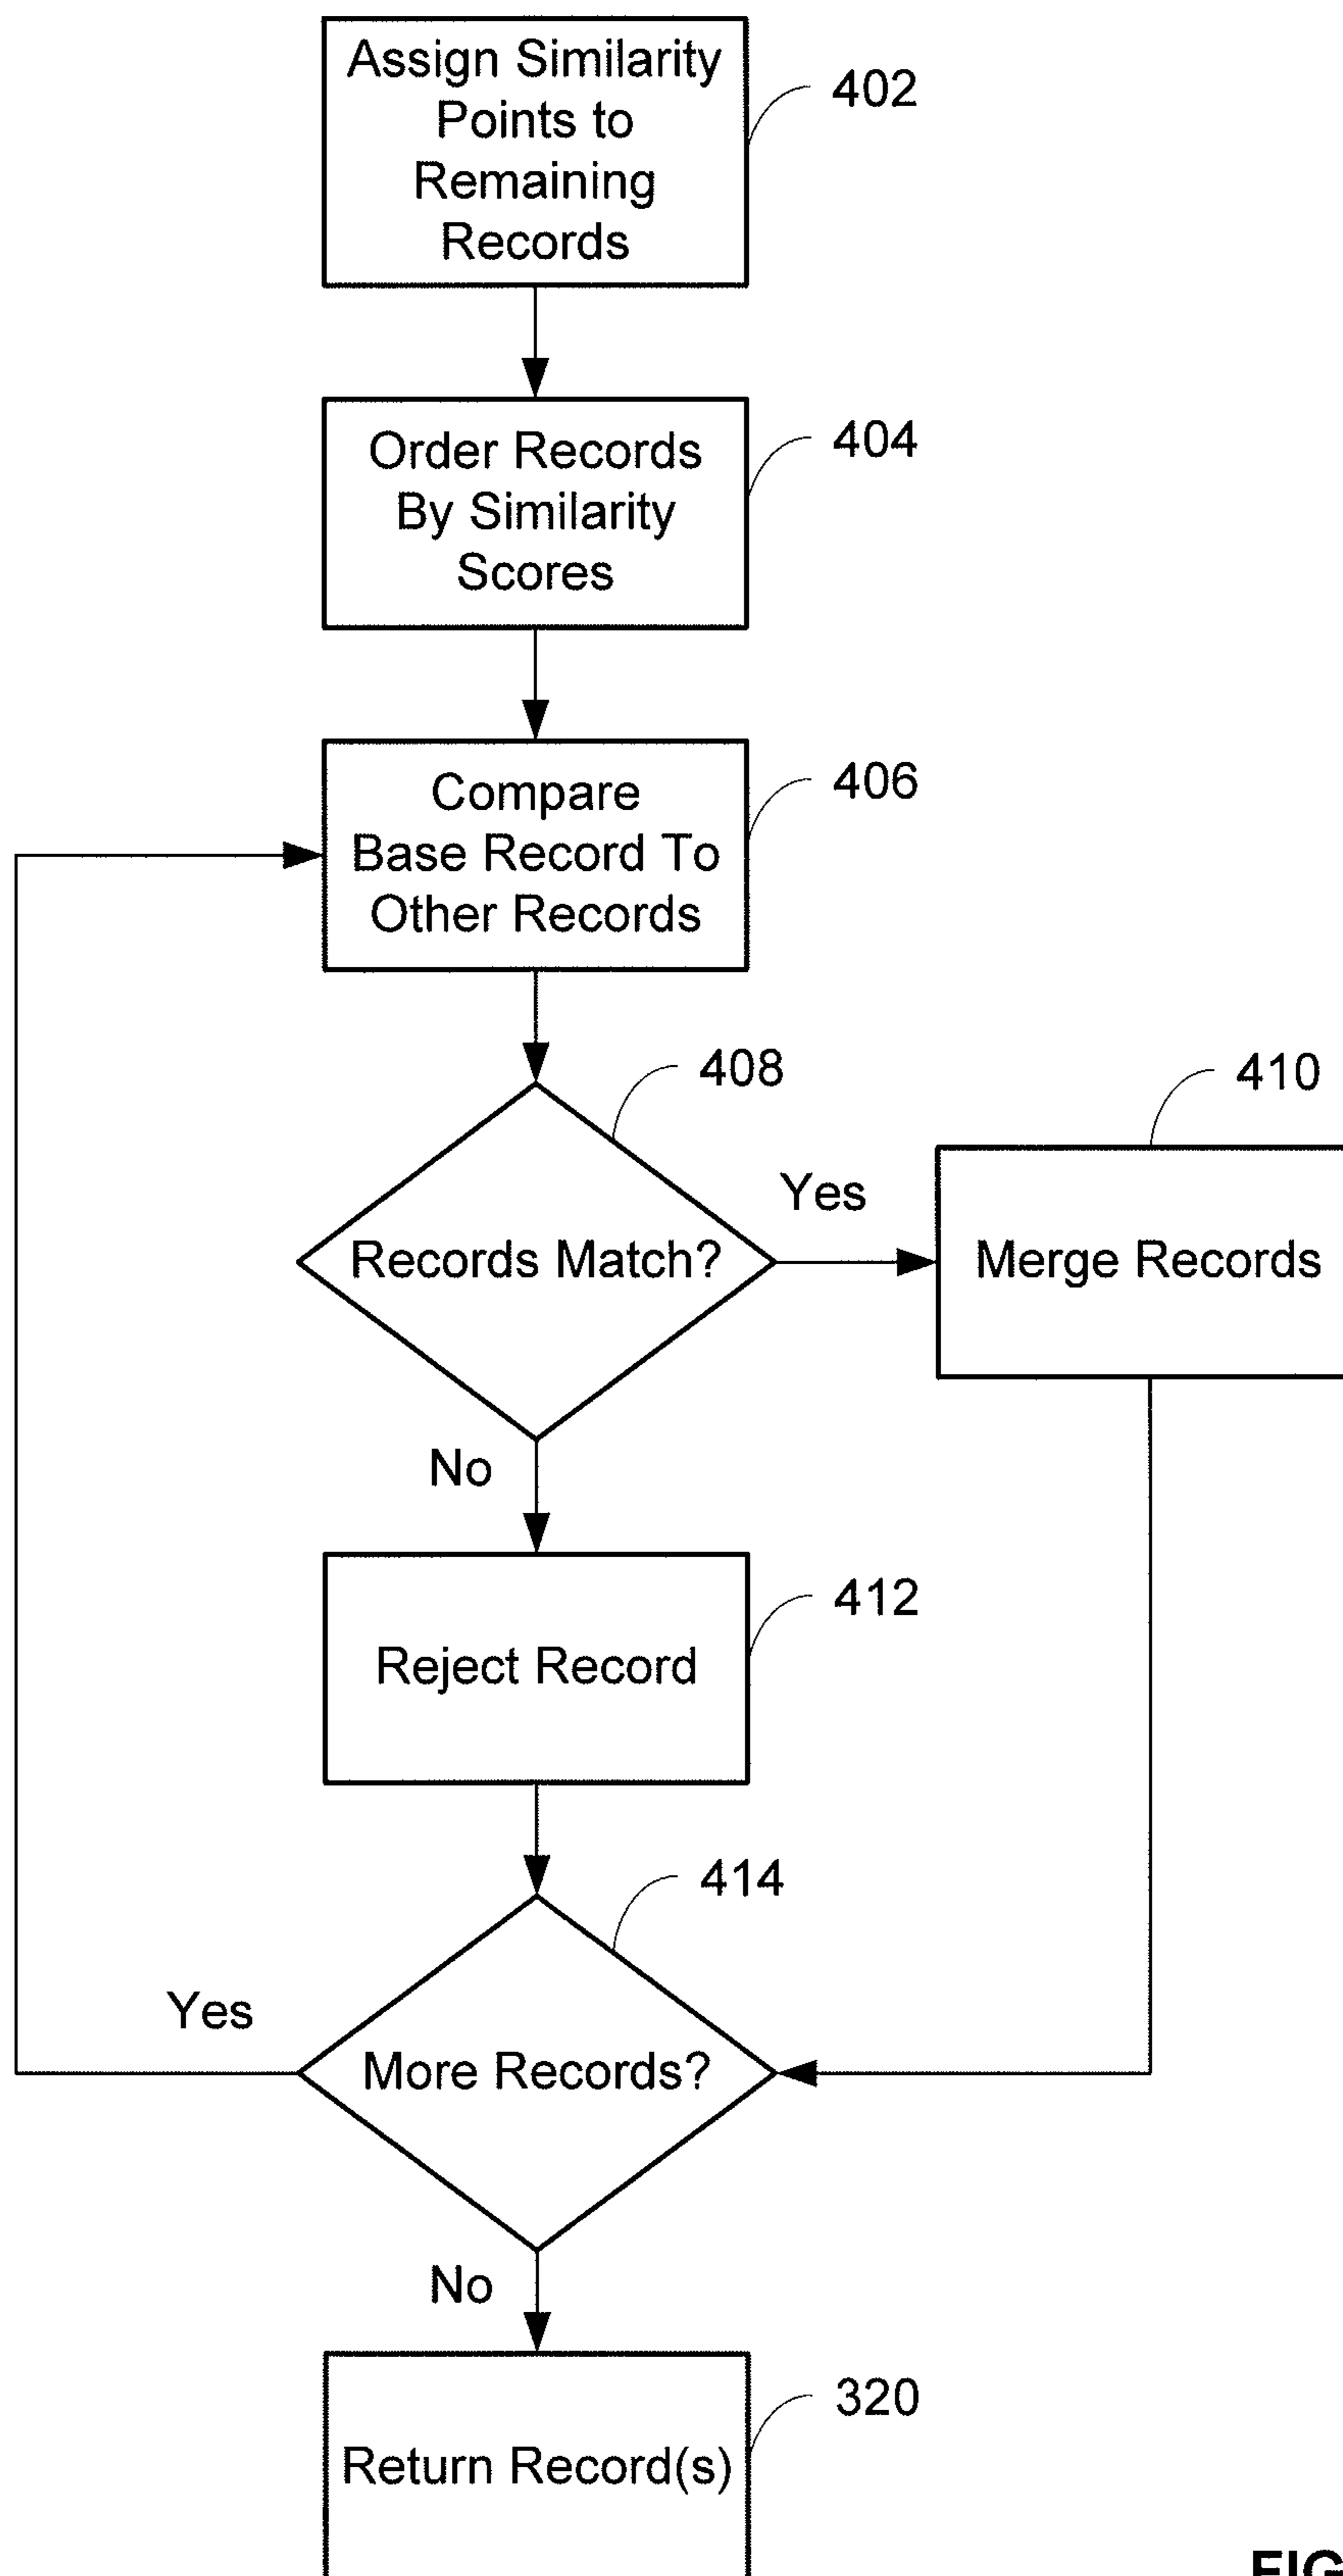 Assign Similarity
Points to
Remaining
Records
402
Order Records
By Similarity
Scores
404
Compare
Base Record To
Other Records
406
408
Records Match?
Yes
410
Merge Records
No
Reject Record
412
414
More Records?
Yes
No
Return Record(s)
320
FIG